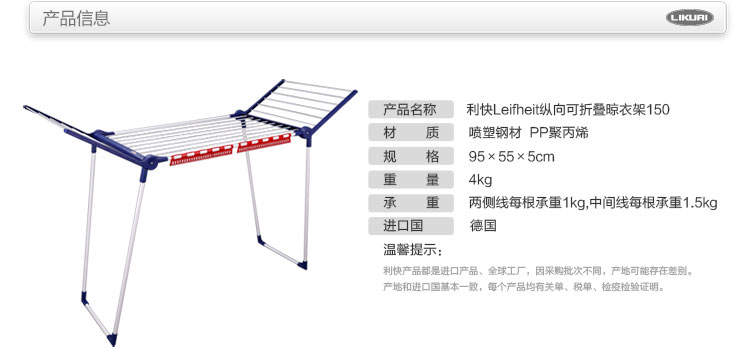 产品信息
LIKUAI
产品名称 利快Leifheit纵向可折叠晾衣架150
材 质 喷塑钢材 PP聚丙烯
规 格 95×55×5cm
重 量 4kg
承 重 两侧线每根承重1kg,中间线每根承重1.5kg
进口国 德国
温馨提示:
利快产品都是进口产品、全球工厂，因采购批次不同，产地可能存在差别。
产地和进口国基本一致，每个产品均有关单、税单、检疫检验证明。